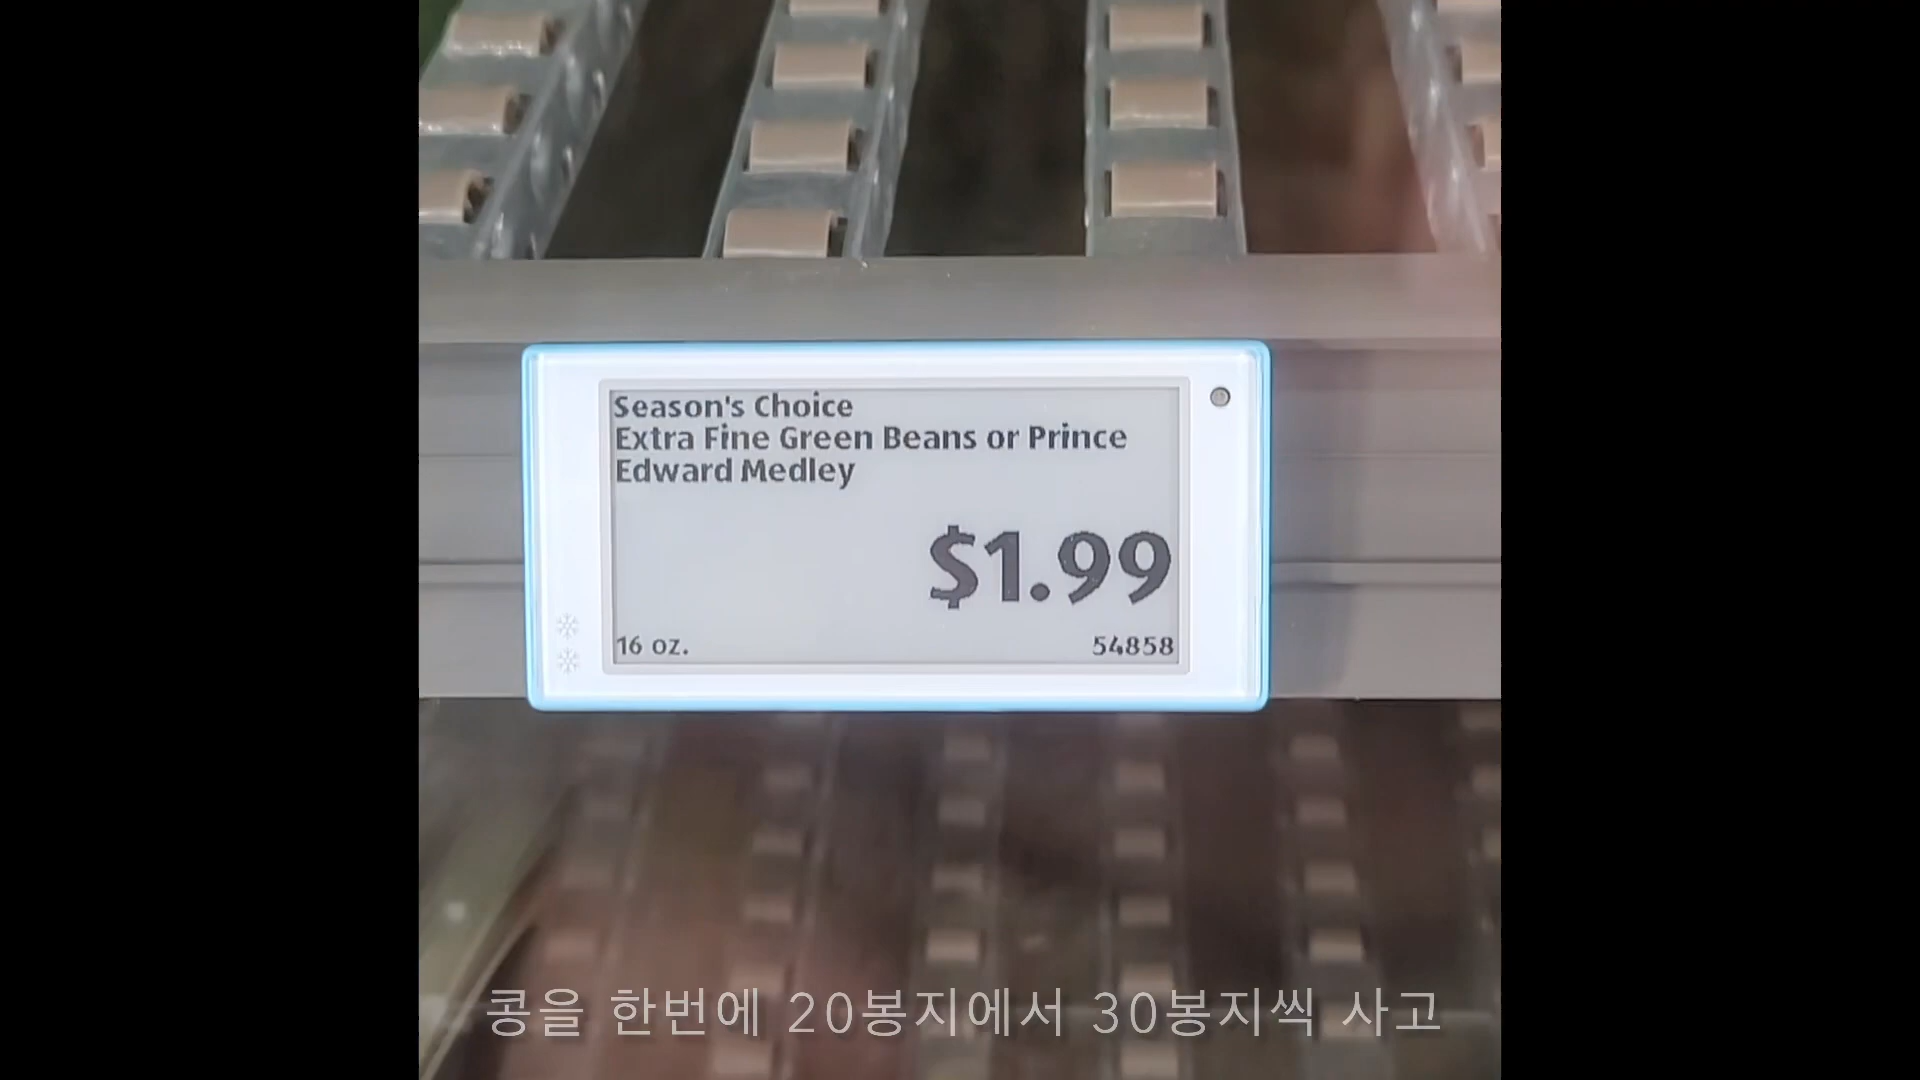 Season's Choice
Extra Fine Green Beans or Prince
Edward Medley
$1.99
16 oz.
54858
콩을 한번에 20봉지에서 30봉지씩 사고